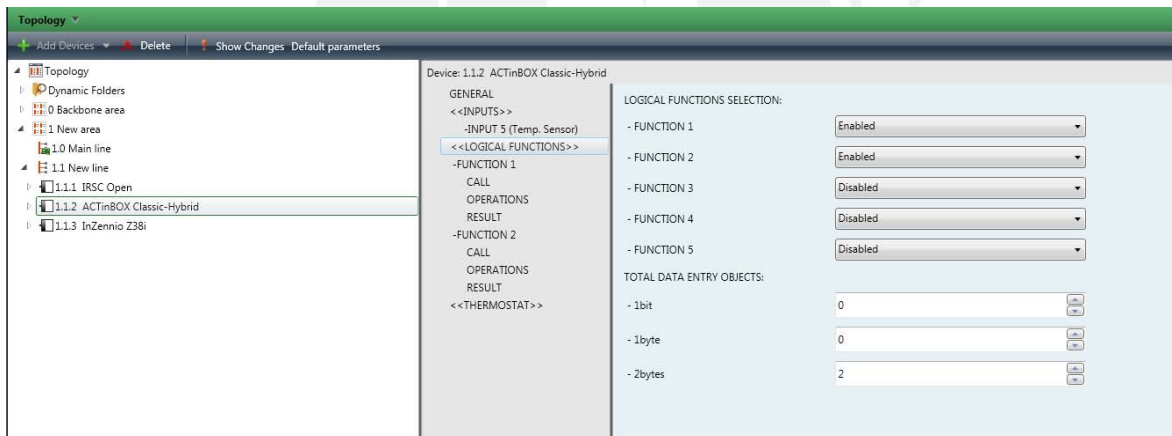 Topology
Add Devices Delete Show Changes Default parameters
Topology
Dynamic Folders
0 Backbone area
1 New area
1.0 Main line
1.1 New line
1.1.1 IRSC Open
1.1.2 ACTinBOX Classic-Hybrid
1.1.3 InZennio Z38i
Device: 1.1.2 ACTinBOX Classic-Hybrid
GENERAL
<<INPUTS>>
-INPUT 5 (Temp. Sensor)
<<LOGICAL FUNCTIONS>>
-FUNCTION 1
CALL
OPERATIONS
RESULT
-FUNCTION 2
CALL
OPERATIONS
RESULT
<<THERMOSTAT>>
LOGICAL FUNCTIONS SELECTION:
- FUNCTION 1 Enabled
- FUNCTION 2 Enabled
- FUNCTION 3 Disabled
- FUNCTION 4 Disabled
- FUNCTION 5 Disabled
TOTAL DATA ENTRY OBJECTS:
- 1bit 0
- 1byte 0
- 2bytes 2